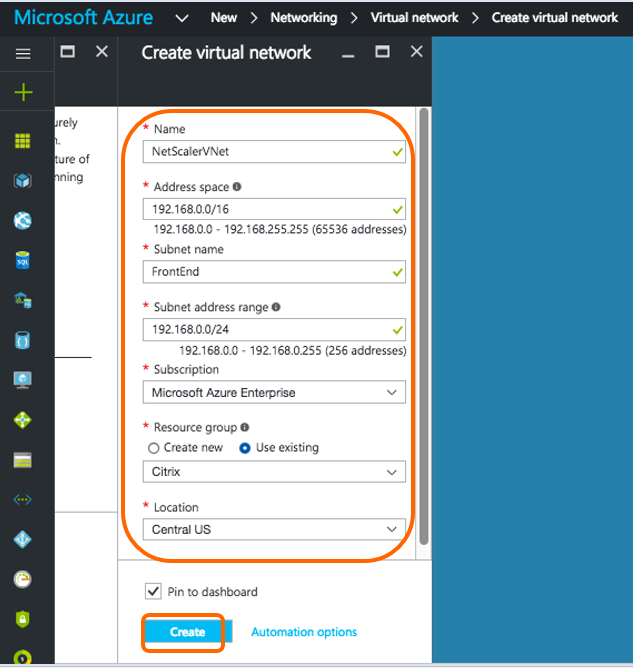 Microsoft Azure New > Networking > Virtual network > Create virtual network
Create virtual network
ture of
* Name
NetScalerVNet
* Address space
192.168.0.0/16
192.168.0.0 - 192.168.255.255 (65536 addresses)
* Subnet name
FrontEnd
* Subnet address range
192.168.0.0/24
192.168.0.0 - 192.168.0.255 (256 addresses)
* Subscription
Microsoft Azure Enterprise
* Resource group
Create new Use existing
Citrix
* Location
Central US
Pin to dashboard
Create Automation options
SQL